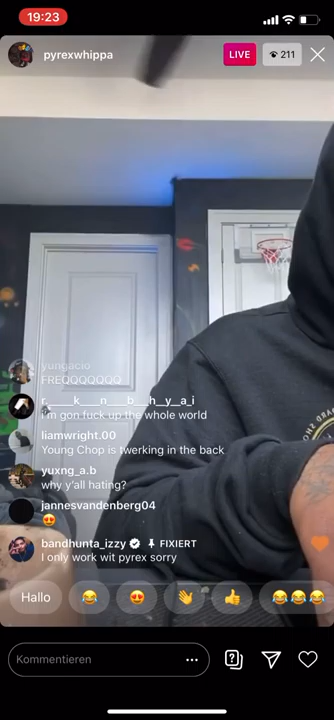 19:23
pyrexwhippa
LIVE
211
yungacio
FREQQQQQQQ
r.____k____n____b__h__y__a_i
i'm gon fuck up the whole world
liamwright.00
Young Chop is twerking in the back
yuxng_a.b
why y'all hating?
jannesvandenberg04
😍
bandhunta_izzy FIXIERT
I only work wit pyrex sorry
Hallo 😂 😍 👋 👍 😂😂😂
Kommentieren